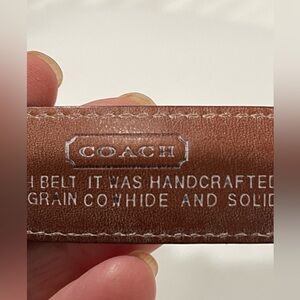 COACH
BELT IT WAS HANDCRAFTED
GRAIN COWHIDE AND SOLID